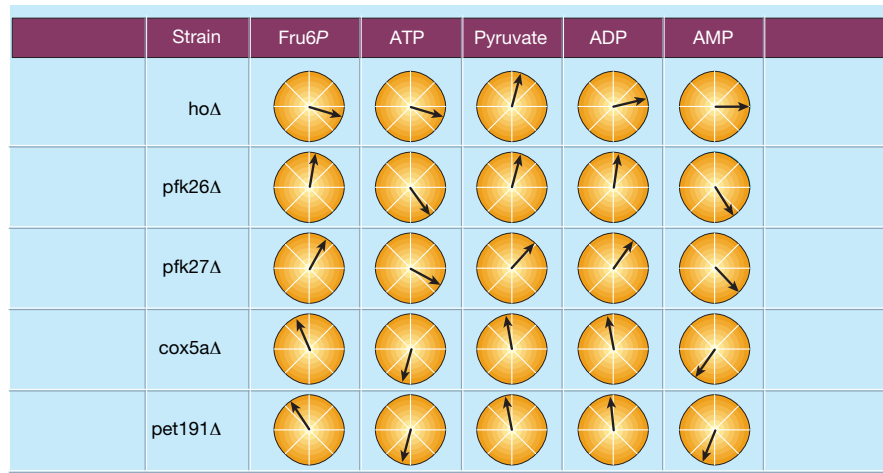 Strain Fru6P ATP Pyruvate ADP AMP
hoΔ
pfk26Δ
pfk27Δ
cox5aΔ
pet191Δ